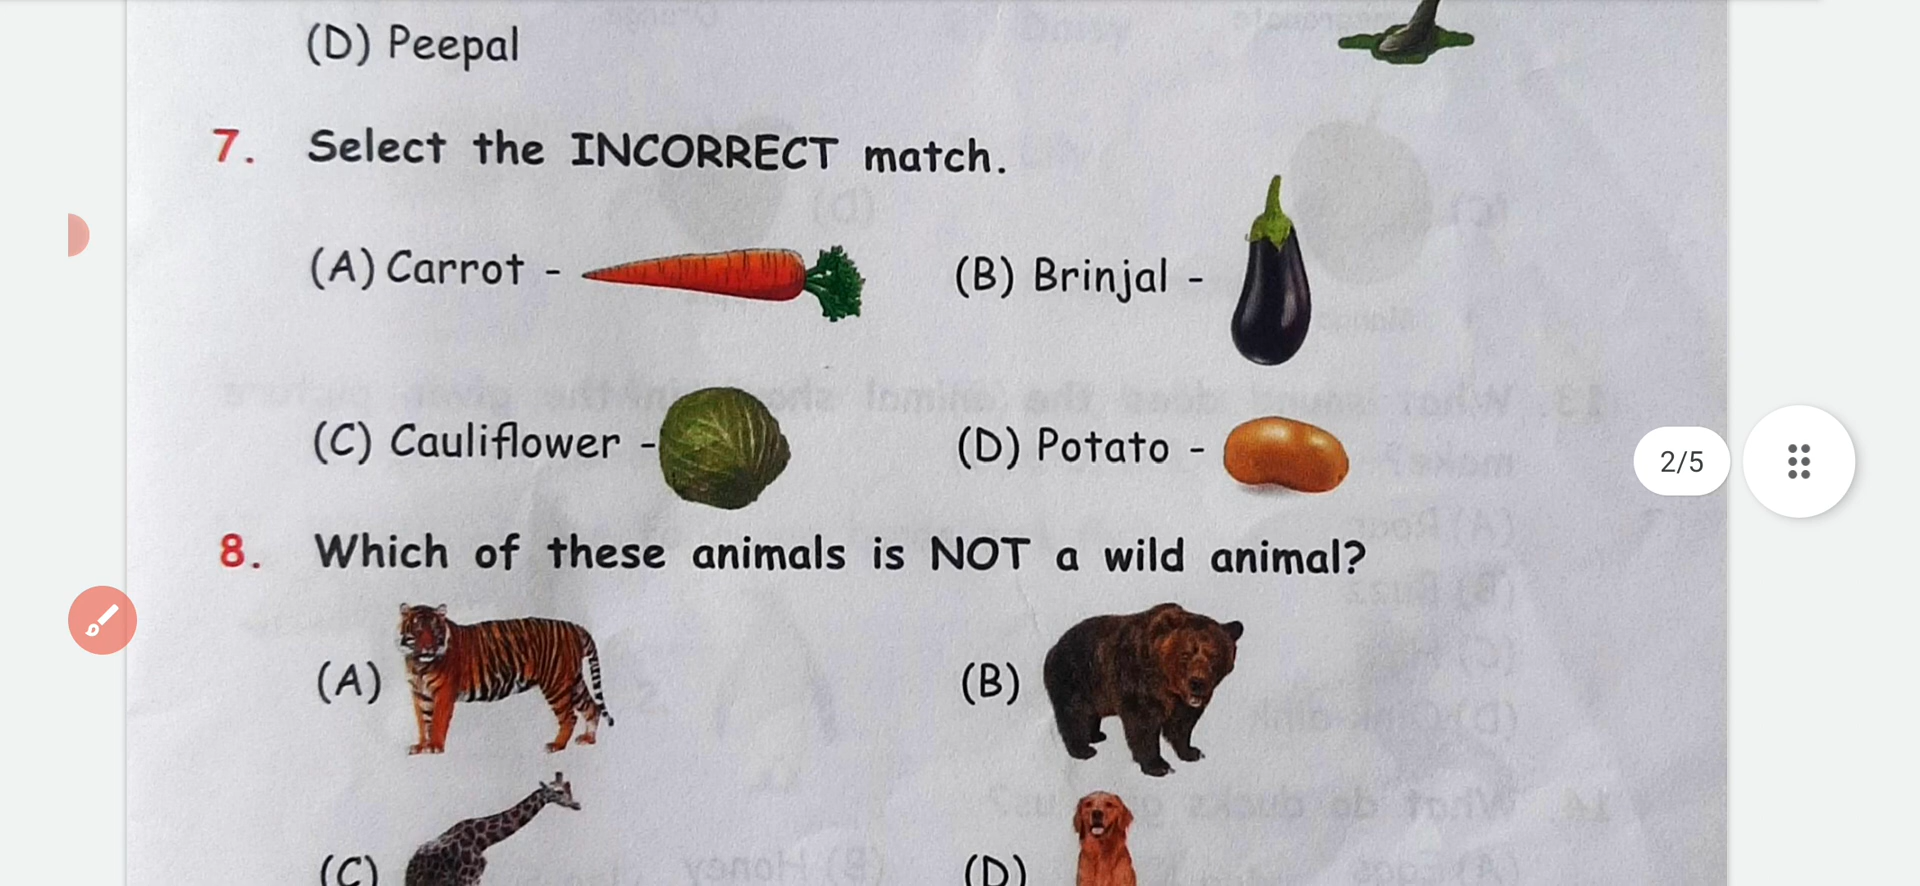 (D) Peepal
7. Select the INCORRECT match.
(A) Carrot - (B) Brinjal -
(C) Cauliflower - (D) Potato -
2/5
8. Which of these animals is NOT a wild animal?
(A) (B)
(C) (D)